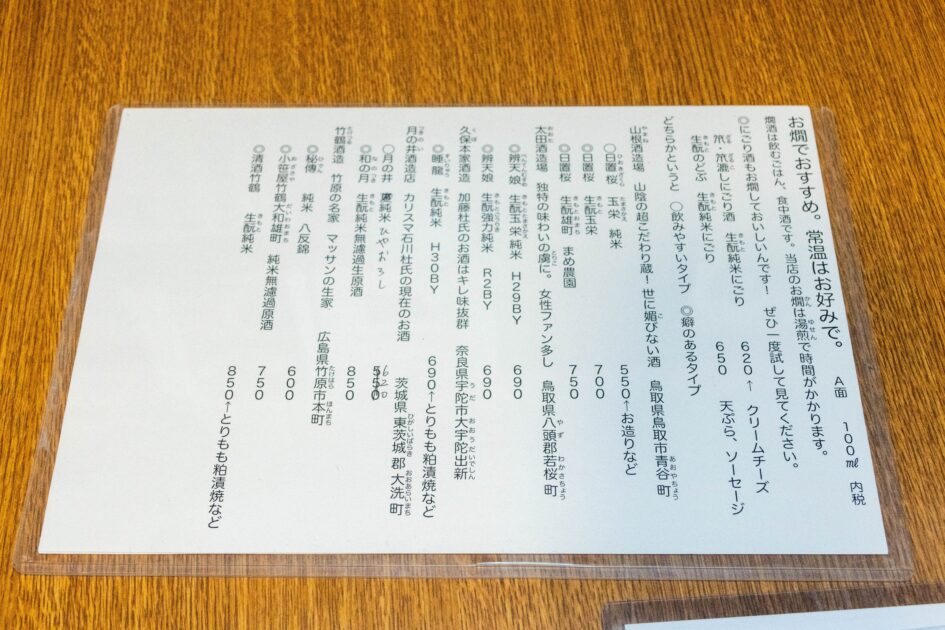 お燗でおすすめ。常温はお好みで。 A面 100㎖ 内税
燗酒は飲むごはん、食中酒です。当店のお燗は湯煎で時間がかかります。
◎にごり酒もお燗しておいしいんです! ぜひ一度試して見てください。
笊・笊漉しにごり酒 生酛純米にごり 620 ← クリームチーズ
生酛のどぶ 生酛純米にごり 650 天ぷら、ソーセージ
どちらかというと ○飲みやすいタイプ ◎癖のあるタイプ
山根酒造場 山陰の超こだわり蔵! 世に媚びない酒 鳥取県鳥取市青谷町
○日置桜 玉栄 純米 550←お造りなど
◎日置桜 生酛玉栄 700
◎日置桜 生酛雄町 まめ農園 750
太田酒造場 独特の味わいの虜に。女性ファン多し 鳥取県八頭郡若桜町
◎辨天娘 生酛玉栄純米 H29BY 690
◎辨天娘 生酛強力純米 R2BY 690
久保本家酒造 加藤杜氏のお酒はキレ味抜群 奈良県宇陀市大宇陀出新
◎睡龍 生酛純米 H30BY 690←とりもも粕漬焼など
月の井酒造店 カリスマ石川杜氏の現在のお酒 茨城県 東茨城郡 大洗町
○月の井 純米 ひやおろし 550 620
◎和の月 生酛純米無濾過生原酒 850
竹鶴酒造 竹原の名家 マッサンの生家 広島県竹原市本町
◎秘傳 純米 八反錦 600
◎小笹屋竹鶴大和雄町 純米無濾過原酒 750
◎清酒竹鶴 生酛純米 850←とりもも粕漬焼など